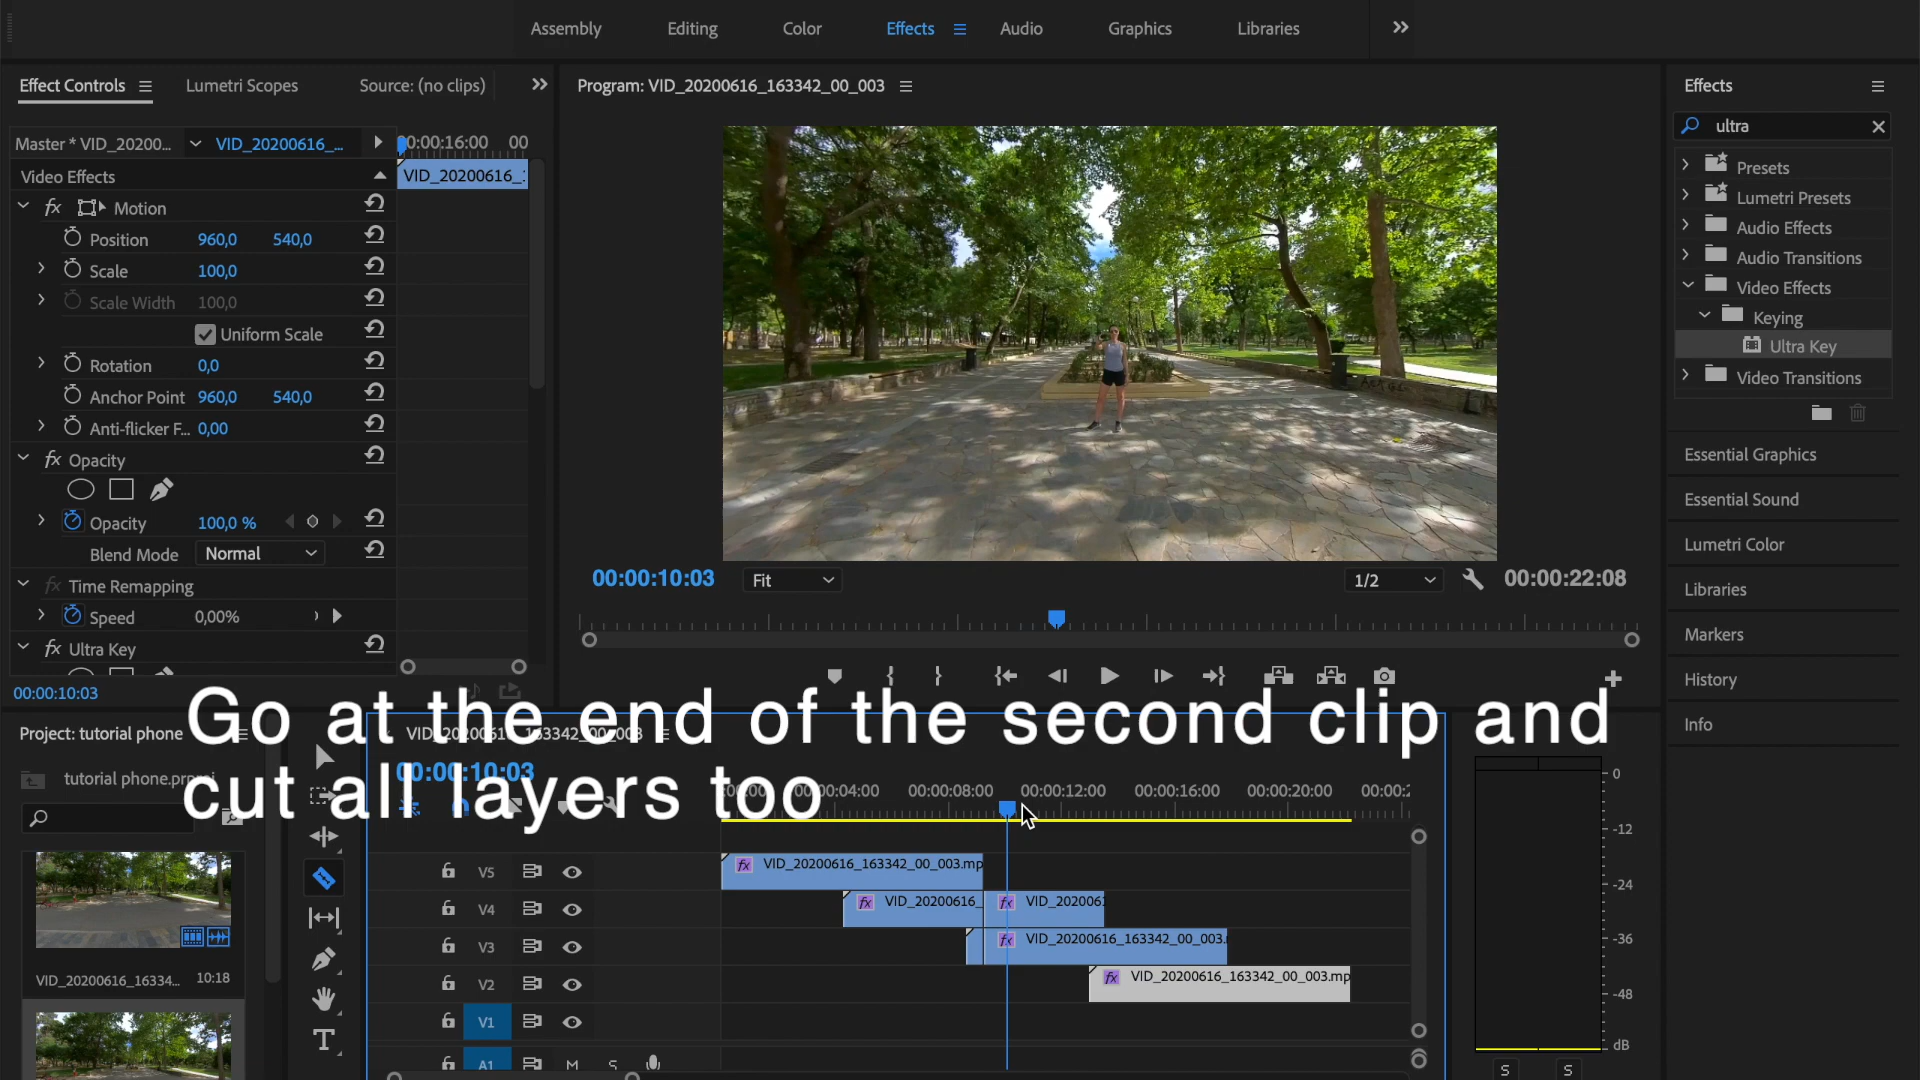 Assembly Editing Color Effects Audio Graphics Libraries
Effect Controls Lumetri Scopes Source: (no clips) Program: VID_20200616_163342_00_003 Effects
ultra
Master * VID_20200... VID_20200616_... 0:00:16:00 00
Video Effects VID_20200616_
Presets
Lumetri Presets
fx Motion
Audio Effects
Position 960,0 540,0
Audio Transitions
Scale 100,0
Video Effects
Scale Width 100,0
Keying
Uniform Scale
Ultra Key
Rotation 0,0
Video Transitions
Anchor Point 960,0 540,0
Anti-flicker F... 0,00
fx Opacity
Essential Graphics
Essential Sound
Opacity 100,0 %
Lumetri Color
Blend Mode Normal
00:00:10:03 Fit 1/2 00:00:22:08
fx Time Remapping
Libraries
Speed 0,00%
Markers
fx Ultra Key
History
00:00:10:03
Info
Go at the end of the second clip and
cut all layers too
Project: tutorial phone VID_20200616_163342_00_003
tutorial phone.prproj 00:00:10:03
:00:00 00:00:04:00 00:00:08:00 00:00:12:00 00:00:16:00 00:00:20:00 00:00:2
V5 fx VID_20200616_163342_00_003.mp
V4 fx VID_20200616_ fx VID_202006
V3 fx VID_20200616_163342_00_003.
V2 fx VID_20200616_163342_00_003.mp
V1
A1 M S
VID_20200616_16334... 10:18
T
0
-12
-24
-36
-48
dB
S S